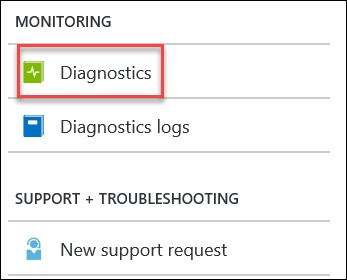 MONITORING
Diagnostics
Diagnostics logs
SUPPORT + TROUBLESHOOTING
New support request